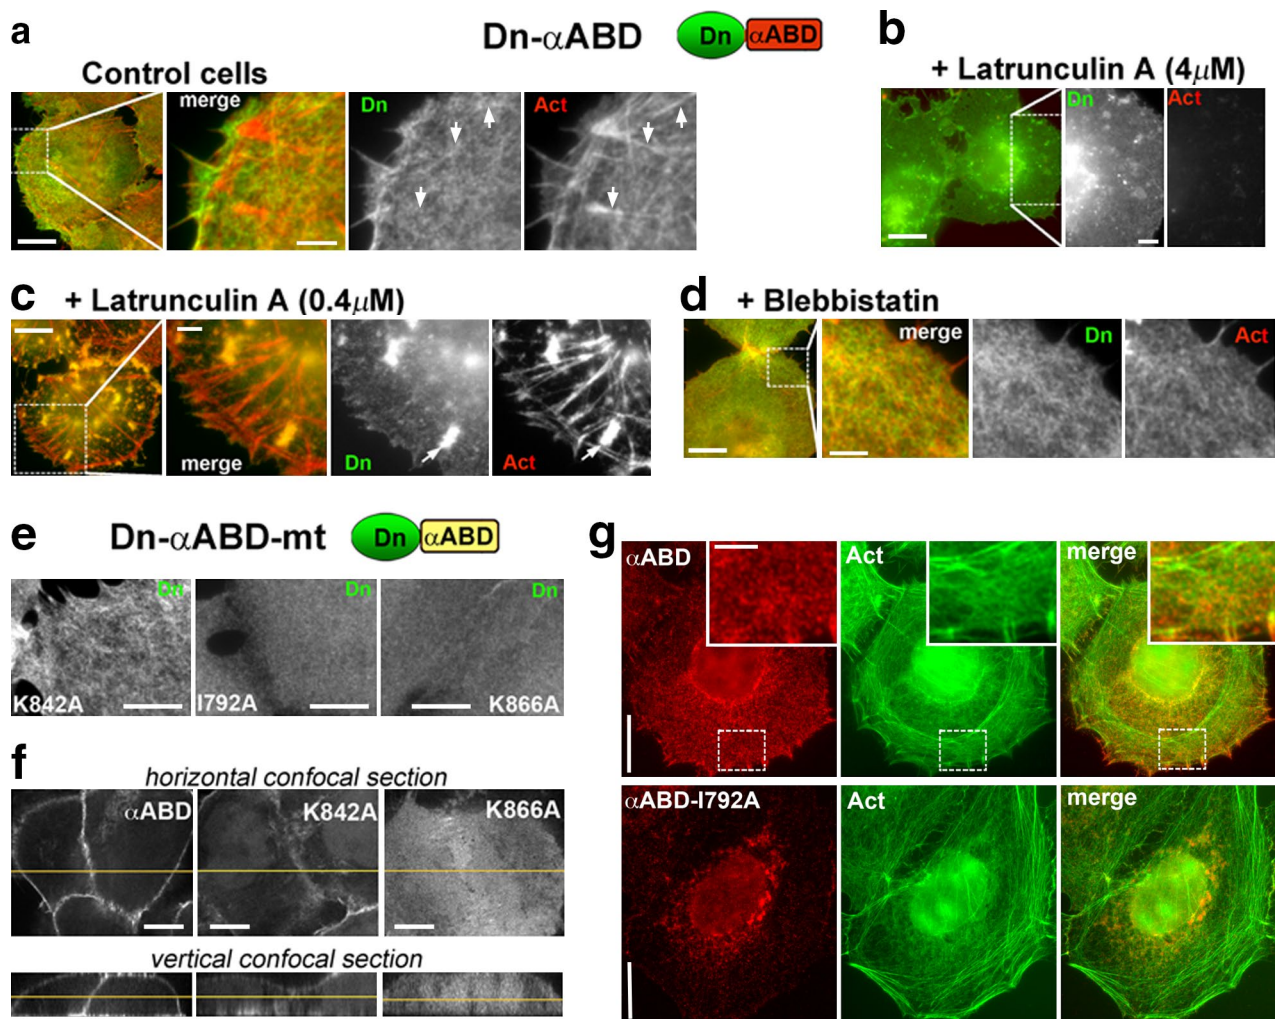 a
Dn-αABD
Dn
αABD
b
Control cells
+ Latrunculin A (4μM)
merge
Dn
Act
Dn
Act
c
+ Latrunculin A (0.4μM)
d
+ Blebbistatin
merge
Dn
Act
merge
Dn
Act
e
Dn-αABD-mt
Dn
αABD
g
Dn
Dn
Dn
K842A
I792A
K866A
αABD
Act
merge
f
horizontal confocal section
αABD
K842A
K866A
vertical confocal section
αABD-I792A
Act
merge